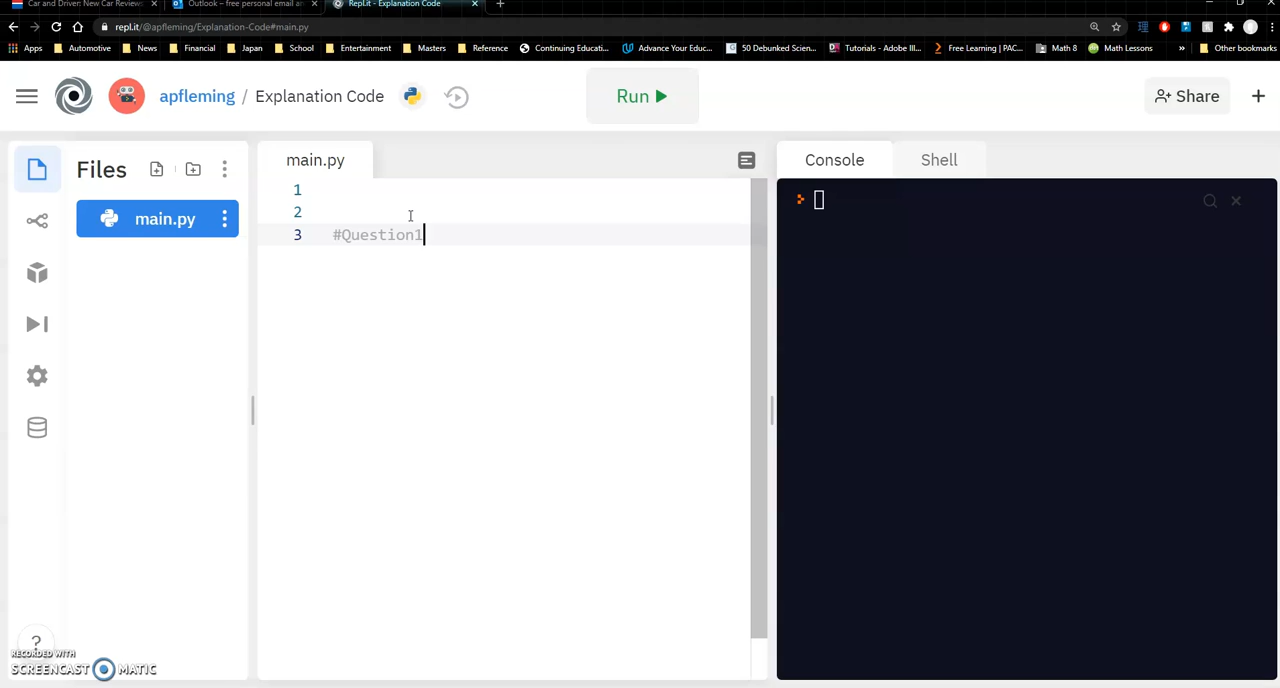 Car and Driver: New Car Reviews
Outlook – free personal email an
Repl.it - Explanation Code
repl.it/@apfleming/Explanation-Code#main.py
Apps Automotive News Financial Japan School Entertainment Masters Reference Continuing Educati... Advance Your Educ... 50 Debunked Scien... Tutorials - Adobe Ill... Free Learning | PAC... Math 8 Math Lessons » Other bookmarks
apfleming / Explanation Code Run Share
Files main.py Console Shell
main.py
1
2
3 #Question1
?
RECORDED WITH
SCREENCAST MATIC